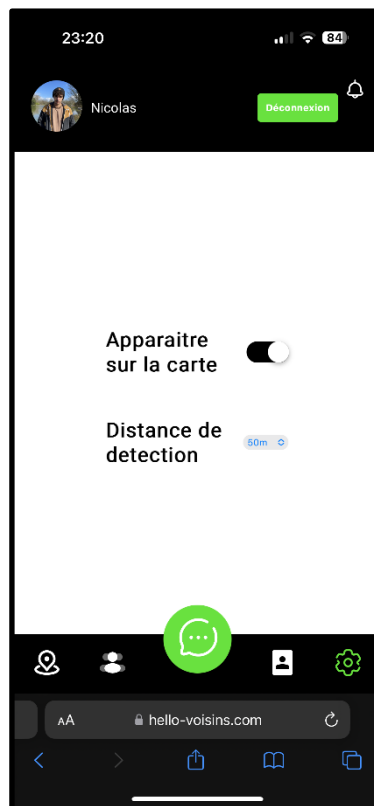 23:20
84
Nicolas
Déconnexion
Apparaitre
sur la carte
Distance de
detection
50m
AA
hello-voisins.com